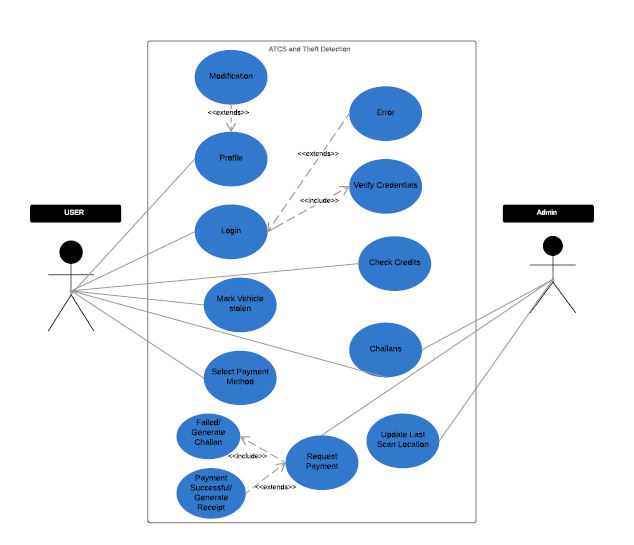 ATCS and Theft Detection
Modification
<<extends>>
Error
Profile
<<extends>>
Verify Credentials
<<include>>
USER
Admin
Login
Check Credits
Mark Vehicle
stolen
Challans
Select Payment
Method
Failed/
Generate
Challan
Update Last
Scan Location
<<include>>
Request
Payment
Payment
Successful/
Generate
Receipt
<<extends>>